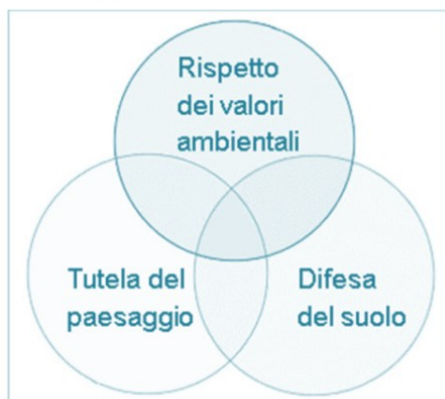 Rispetto
dei valori
ambientali
Tutela del
paesaggio
Difesa
del suolo